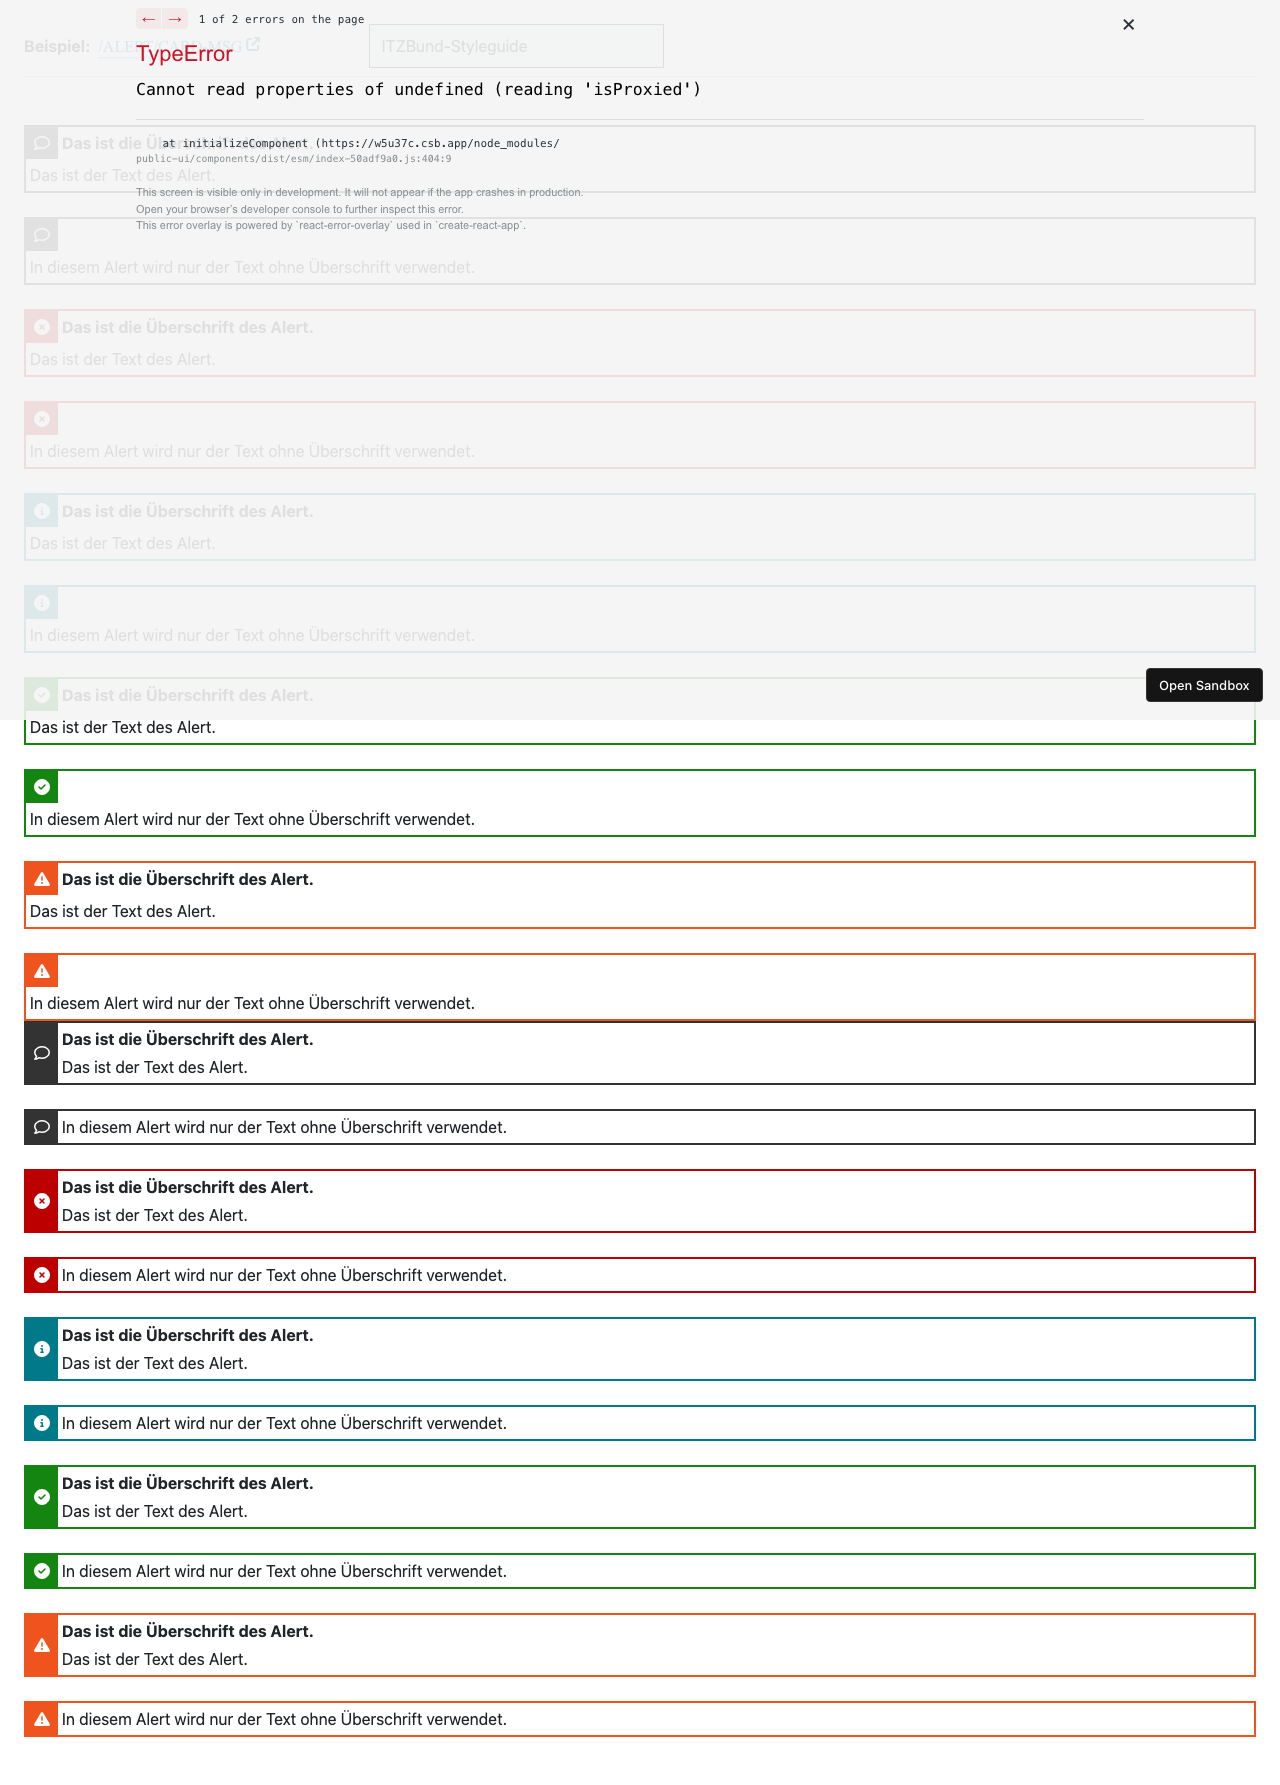 ← → 1 of 2 errors on the page ✕
Beispiel: /ALERT/CARD-MSG ITZBund-Styleguide
TypeError
Cannot read properties of undefined (reading 'isProxied')
Das ist die Überschrift des Alert.
at initializeComponent (https://w5u37c.csb.app/node_modules/
public-ui/components/dist/esm/index-50adf9a0.js:404:9
Das ist der Text des Alert.
This screen is visible only in development. It will not appear if the app crashes in production.
Open your browser's developer console to further inspect this error.
This error overlay is powered by `react-error-overlay` used in `create-react-app`.
In diesem Alert wird nur der Text ohne Überschrift verwendet.
Das ist die Überschrift des Alert.
Das ist der Text des Alert.
In diesem Alert wird nur der Text ohne Überschrift verwendet.
Das ist die Überschrift des Alert.
Das ist der Text des Alert.
In diesem Alert wird nur der Text ohne Überschrift verwendet.
Open Sandbox
Das ist die Überschrift des Alert.
Das ist der Text des Alert.
In diesem Alert wird nur der Text ohne Überschrift verwendet.
Das ist die Überschrift des Alert.
Das ist der Text des Alert.
In diesem Alert wird nur der Text ohne Überschrift verwendet.
Das ist die Überschrift des Alert.
Das ist der Text des Alert.
In diesem Alert wird nur der Text ohne Überschrift verwendet.
Das ist die Überschrift des Alert.
Das ist der Text des Alert.
In diesem Alert wird nur der Text ohne Überschrift verwendet.
Das ist die Überschrift des Alert.
Das ist der Text des Alert.
In diesem Alert wird nur der Text ohne Überschrift verwendet.
Das ist die Überschrift des Alert.
Das ist der Text des Alert.
In diesem Alert wird nur der Text ohne Überschrift verwendet.
Das ist die Überschrift des Alert.
Das ist der Text des Alert.
In diesem Alert wird nur der Text ohne Überschrift verwendet.